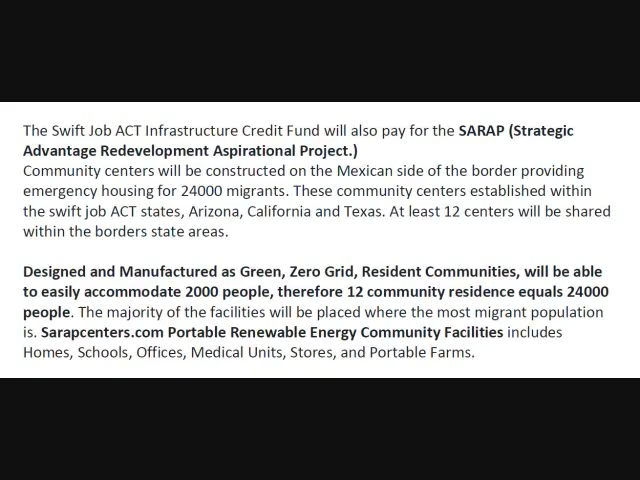 The Swift Job ACT Infrastructure Credit Fund will also pay for the SARAP (Strategic
Advantage Redevelopment Aspirational Project.)
Community centers will be constructed on the Mexican side of the border providing
emergency housing for 24000 migrants. These community centers established within
the swift job ACT states, Arizona, California and Texas. At least 12 centers will be shared
within the borders state areas.
Designed and Manufactured as Green, Zero Grid, Resident Communities, will be able
to easily accommodate 2000 people, therefore 12 community residence equals 24000
people. The majority of the facilities will be placed where the most migrant population
is. Sarapcenters.com Portable Renewable Energy Community Facilities includes
Homes, Schools, Offices, Medical Units, Stores, and Portable Farms.